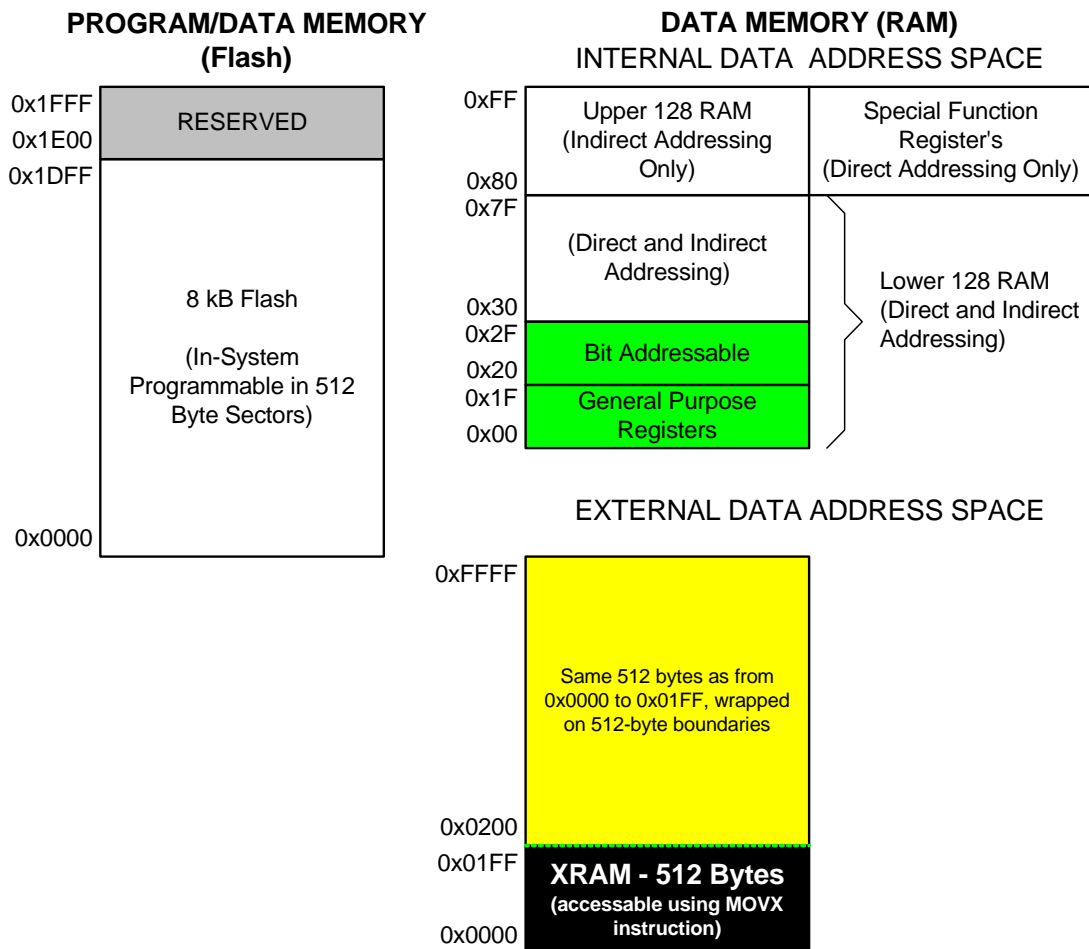 PROGRAM/DATA MEMORY
(Flash)
0x1FFF
RESERVED
0x1E00
0x1DFF
8 kB Flash
(In-System
Programmable in 512
Byte Sectors)
0x0000
DATA MEMORY (RAM)
INTERNAL DATA ADDRESS SPACE
0xFF
Upper 128 RAM
(Indirect Addressing
Only)
0x80
Special Function
Register's
(Direct Addressing Only)
0x7F
(Direct and Indirect
Addressing)
0x30
0x2F
Bit Addressable
0x20
0x1F
General Purpose
Registers
0x00
Lower 128 RAM
(Direct and Indirect
Addressing)
EXTERNAL DATA ADDRESS SPACE
0xFFFF
Same 512 bytes as from
0x0000 to 0x01FF, wrapped
on 512-byte boundaries
0x0200
0x01FF
XRAM - 512 Bytes
(accessable using MOVX
instruction)
0x0000